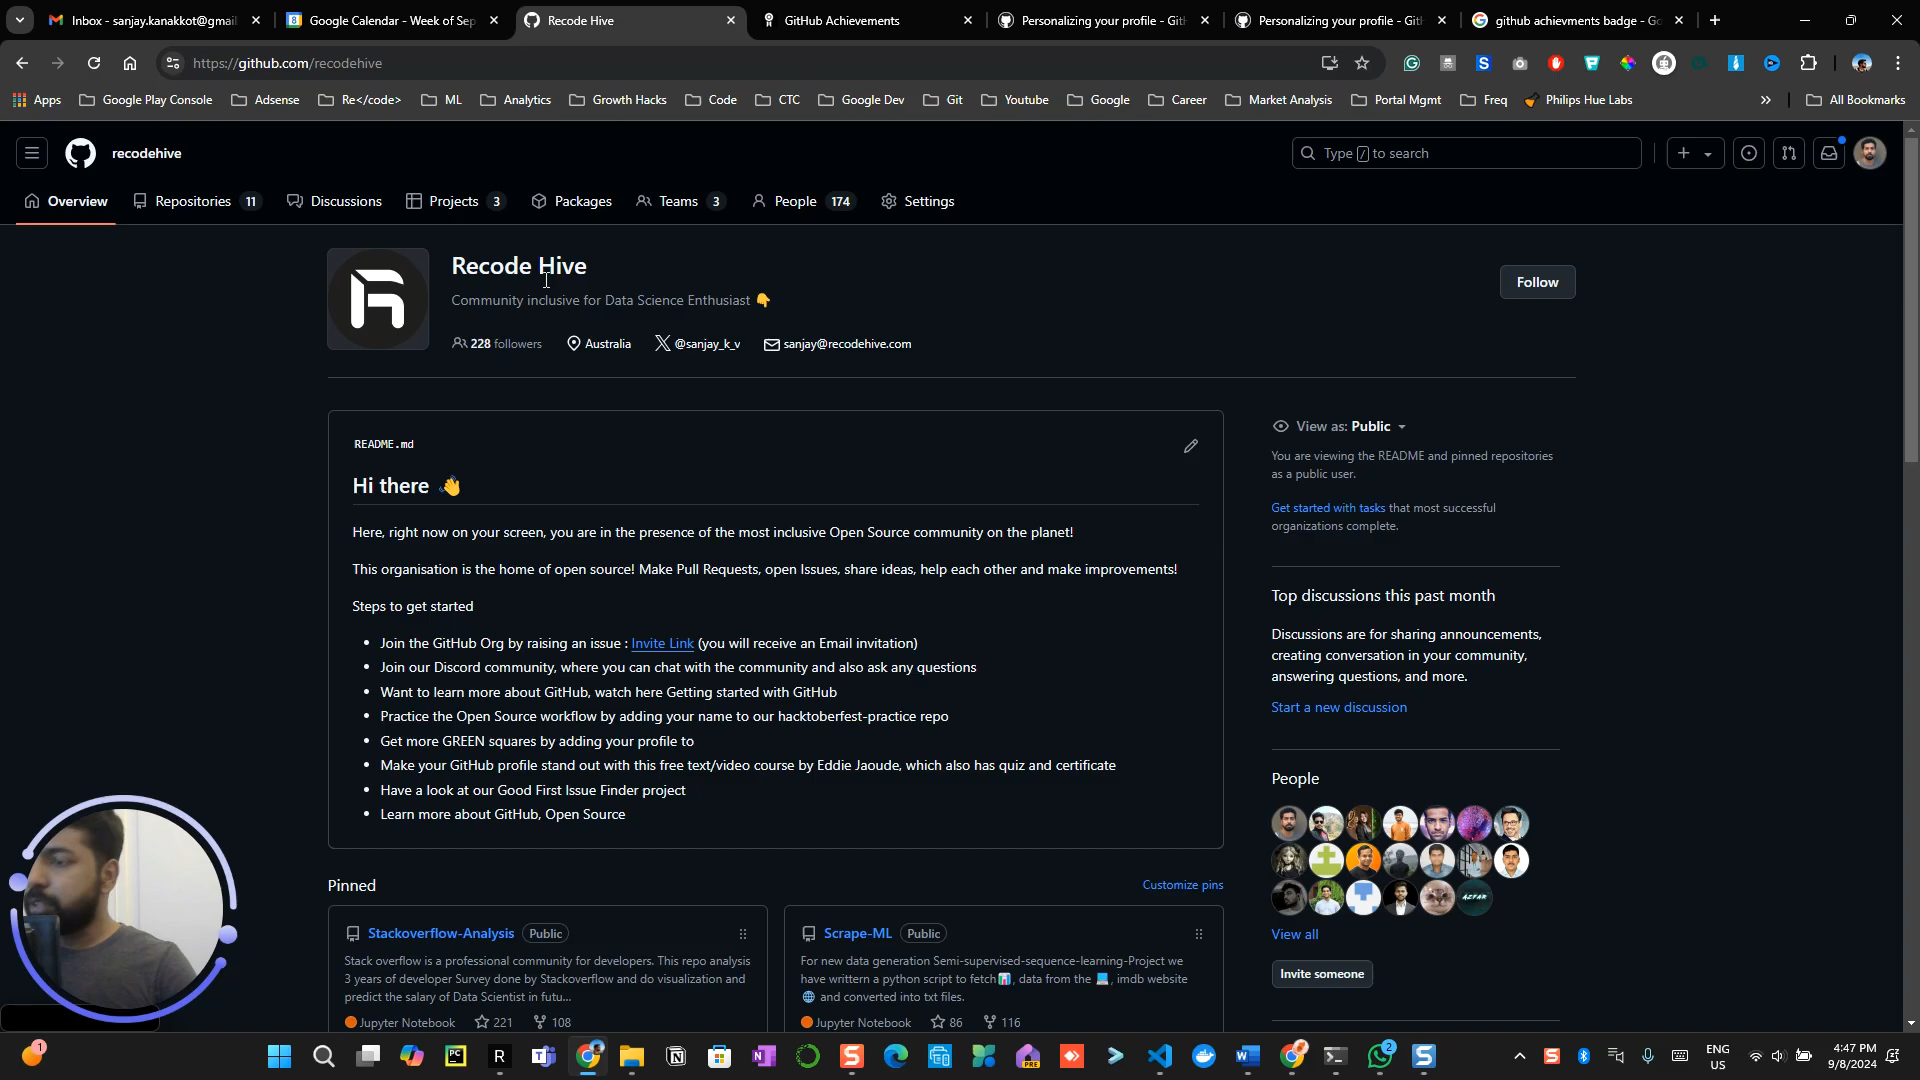 Inbox - sanjay.kanakkot@gmail
Google Calendar - Week of Sep
Recode Hive
GitHub Achievements
Personalizing your profile - Git
Personalizing your profile - Git
github achievments badge - Go
https://github.com/recodehive
Apps
Google Play Console
Adsense
Re</code>
ML
Analytics
Growth Hacks
Code
CTC
Google Dev
Git
Youtube
Google
Career
Market Analysis
Portal Mgmt
Freq
Philips Hue Labs
All Bookmarks
recodehive
Type / to search
Overview
Repositories 11
Discussions
Projects 3
Packages
Teams 3
People 174
Settings
Recode Hive
Community inclusive for Data Science Enthusiast 👇
Follow
228 followers
Australia
@sanjay_k_v
sanjay@recodehive.com
README.md
Hi there 👋
Here, right now on your screen, you are in the presence of the most inclusive Open Source community on the planet!
This organisation is the home of open source! Make Pull Requests, open Issues, share ideas, help each other and make improvements!
Steps to get started
• Join the GitHub Org by raising an issue : Invite Link (you will receive an Email invitation)
• Join our Discord community, where you can chat with the community and also ask any questions
• Want to learn more about GitHub, watch here Getting started with GitHub
• Practice the Open Source workflow by adding your name to our hacktoberfest-practice repo
• Get more GREEN squares by adding your profile to
• Make your GitHub profile stand out with this free text/video course by Eddie Jaoude, which also has quiz and certificate
• Have a look at our Good First Issue Finder project
• Learn more about GitHub, Open Source
View as: Public
You are viewing the README and pinned repositories
as a public user.
Get started with tasks that most successful
organizations complete.
Top discussions this past month
Discussions are for sharing announcements,
creating conversation in your community,
answering questions, and more.
Start a new discussion
People
View all
Invite someone
Pinned
Customize pins
Stackoverflow-Analysis Public
Stack overflow is a professional community for developers. This repo analysis
3 years of developer Survey done by Stackoverflow and do visualization and
predict the salary of Data Scientist in futu...
Jupyter Notebook 221 108
Scrape-ML Public
For new data generation Semi-supervised-sequence-learning-Project we
have writtern a python script to fetch📊, data from the 💻, imdb website
🌐 and converted into txt files.
Jupyter Notebook 86 116
ENG
US
4:47 PM
9/8/2024